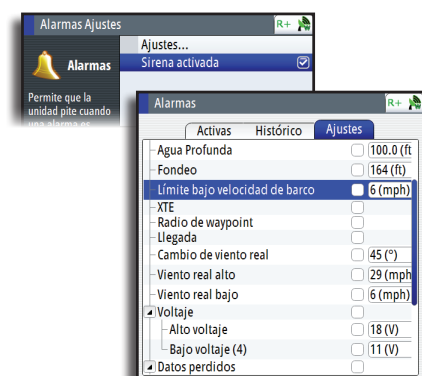 Alarmas Ajustes
R+
Ajustes...
Alarmas
Sirena activada
Permite que la
unidad pite cuando
una alarma es
Alarmas
R+
Activas Histórico Ajustes
Agua Profunda 100.0 (ft
Fondeo 164 (ft)
Límite bajo velocidad de barco 6 (mph)
XTE
Radio de waypoint
Llegada
Cambio de viento real 45 (°)
Viento real alto 29 (mph
Viento real bajo 6 (mph)
Voltaje
Alto voltaje 18 (V)
Bajo voltaje (4) 11 (V)
Datos perdidos